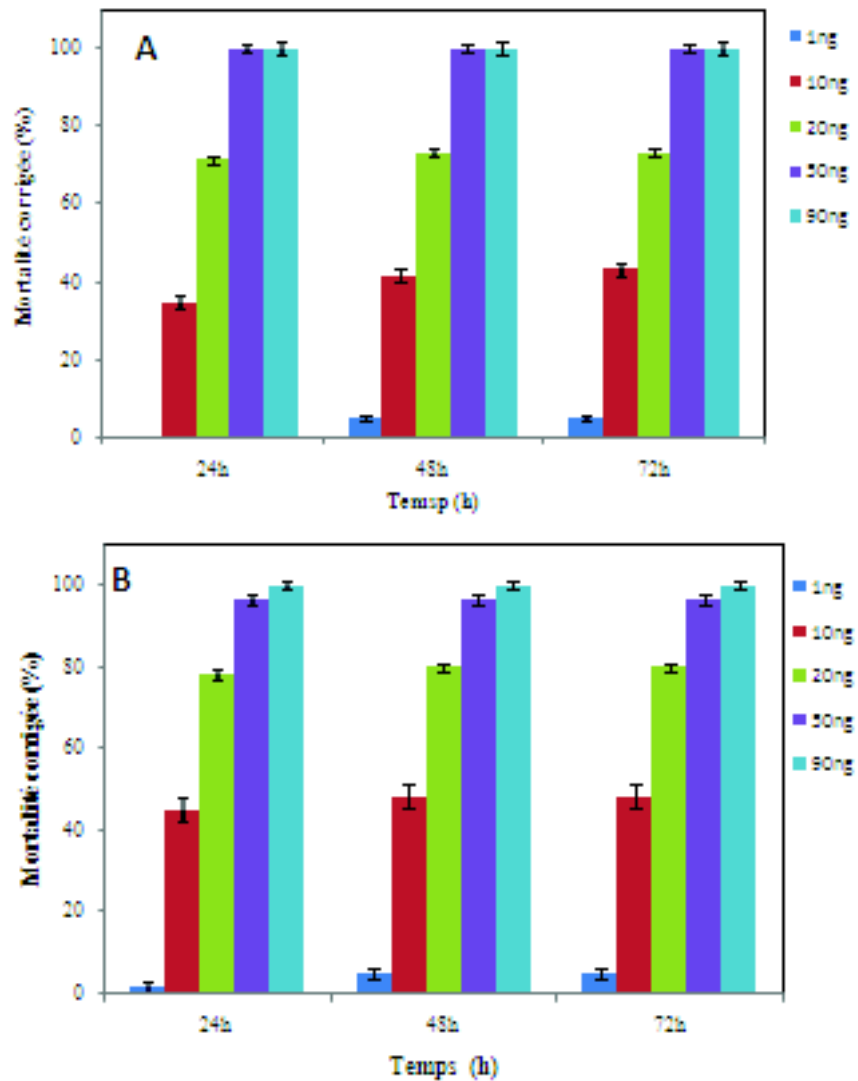 A
Mortalité corrigée (%)
100
80
60
40
20
0
24h
48h
72h
Temsp (h)
1ng
10ng
20ng
50ng
90ng
B
Mortalité corrigée (%)
100
80
60
40
20
0
24h
48h
72h
Temps (h)
1ng
10ng
20ng
50ng
90ng